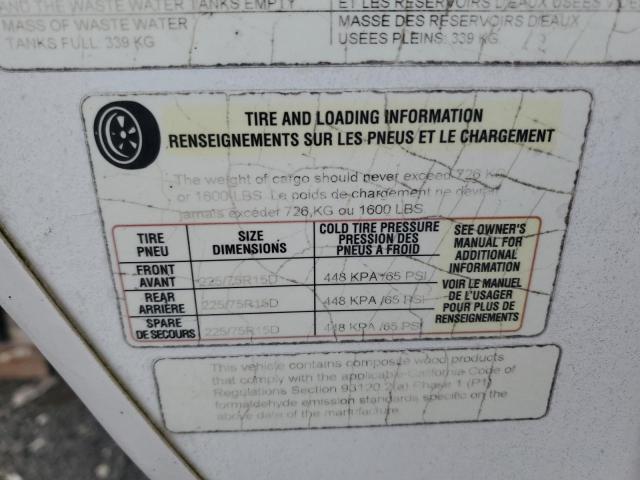 AND THE WASTE WATER TANKS EMPTY
MASS OF WASTE WATER
TANKS FULL: 339 KG
ET LES RESERVOIRS D'EAUX USÉES
MASSE DES RESERVOIRS D'EAUX
USÉES PLEINS: 339 KG
TIRE AND LOADING INFORMATION
RENSEIGNEMENTS SUR LES PNEUS ET LE CHARGEMENT
The weight of cargo should never exceed 726 KG
or 1600 LBS. Le poids de chargement ne devrait
jamais excéder 726,KG ou 1600 LBS
TIRE
PNEU
SIZE
DIMENSIONS
COLD TIRE PRESSURE
PRESSION DES
PNEUS A FROID
SEE OWNER'S
MANUAL FOR
ADDITIONAL
INFORMATION
VOIR LE MANUEL
DE L'USAGER
POUR PLUS DE
RENSEIGNEMENTS
FRONT
AVANT
225/75R15D
448 KPA /65 PSI
REAR
ARRIÈRE
225/75R15D
448 KPA /65 PSI
SPARE
DE SECOURS
225/75R15D
448 KPA /65 PSI
This vehicle contains composite wood products
that comply with the applicable California Code of
Regulations Section 93120.2(a) Phase 1 (P1)
formaldehyde emission standards specific on the
above date of the manufacture.